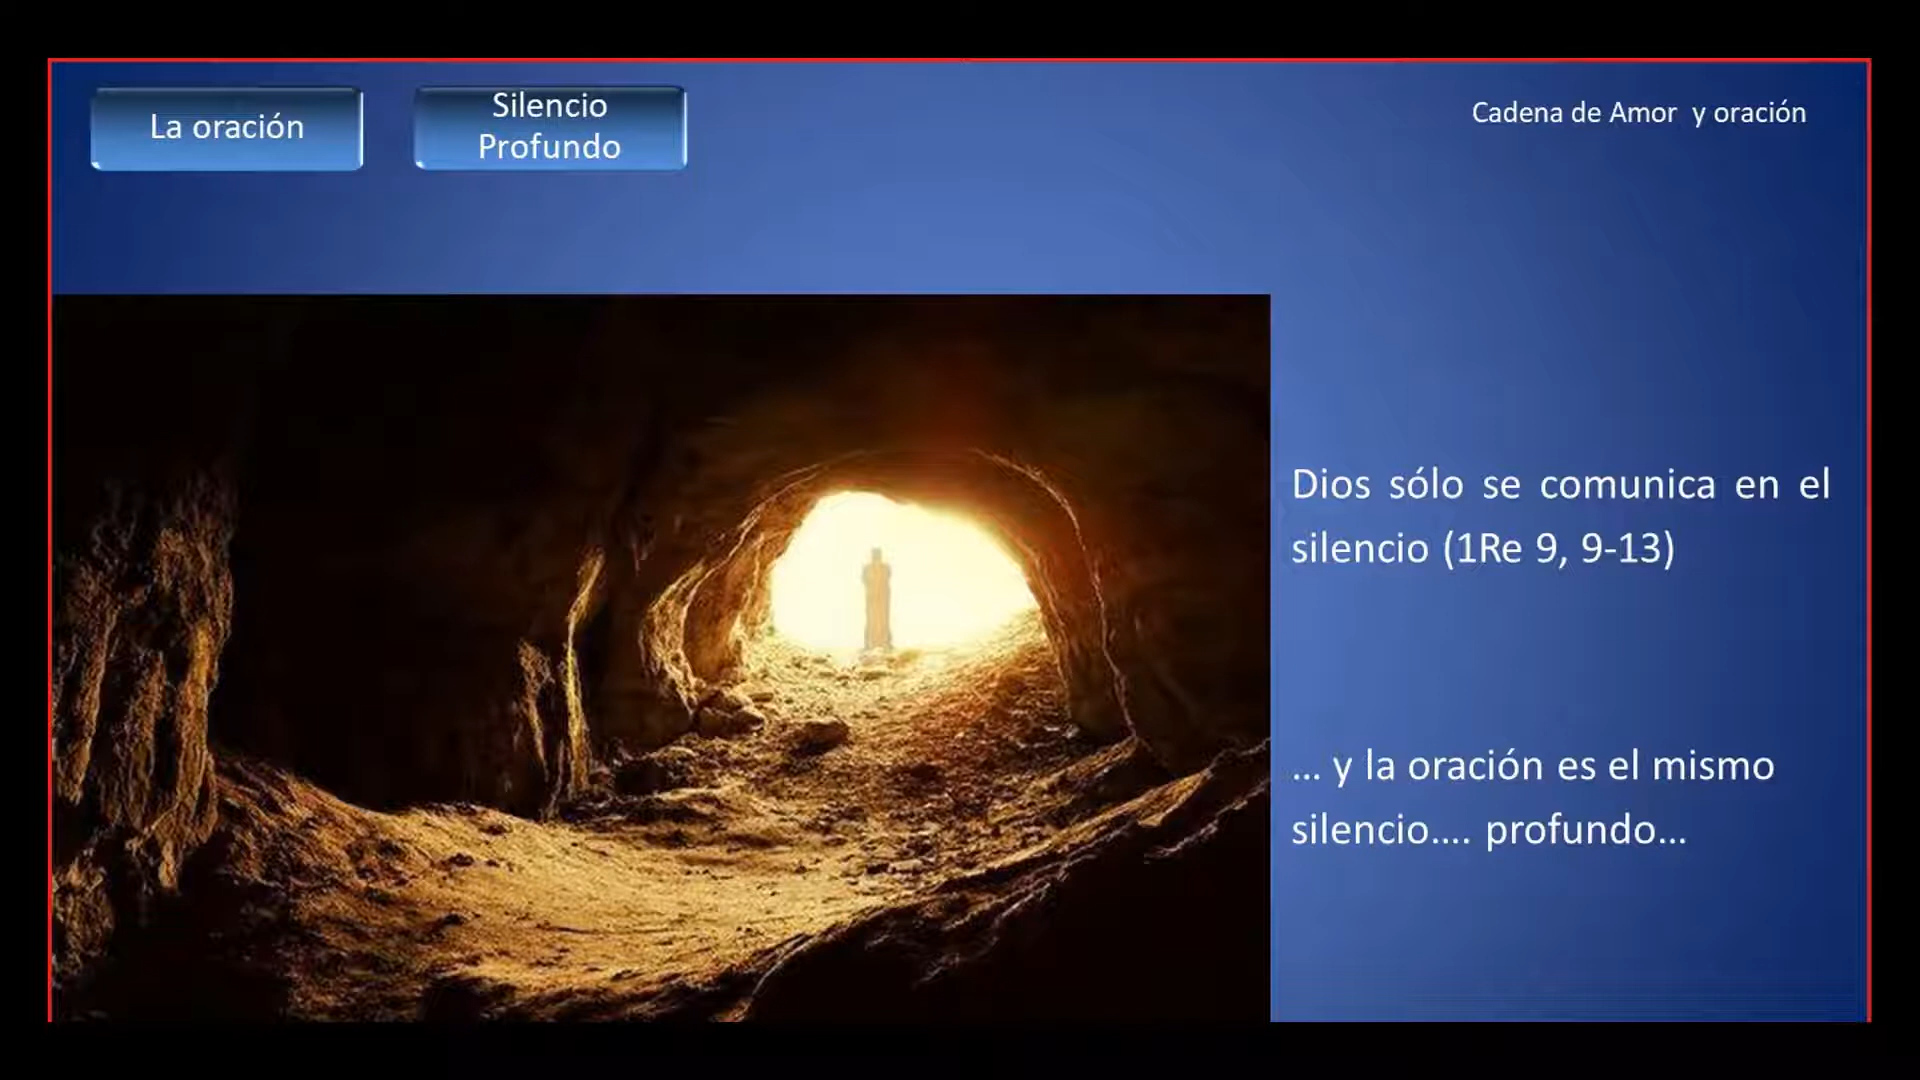 La oración
Silencio
Profundo
Cadena de Amor  y oración
Dios sólo se comunica en el
silencio (1Re 9, 9-13)
... y la oración es el mismo
silencio.... profundo...